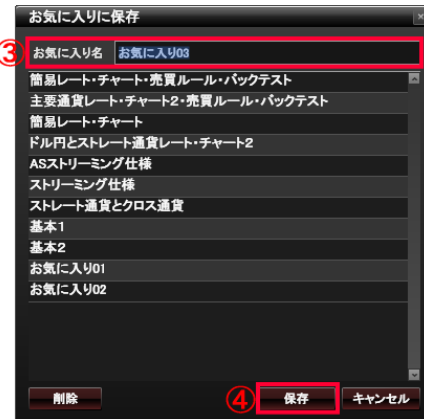 お気に入りに保存
③ お気に入り名 お気に入り03
簡易レート・チャート・売買ルール・バックテスト
主要通貨レート・チャート2・売買ルール・バックテスト
簡易レート・チャート
ドル円とストレート通貨レート・チャート2
ASストリーミング仕様
ストリーミング仕様
ストレート通貨とクロス通貨
基本1
基本2
お気に入り01
お気に入り02
削除 ④ 保存 キャンセル